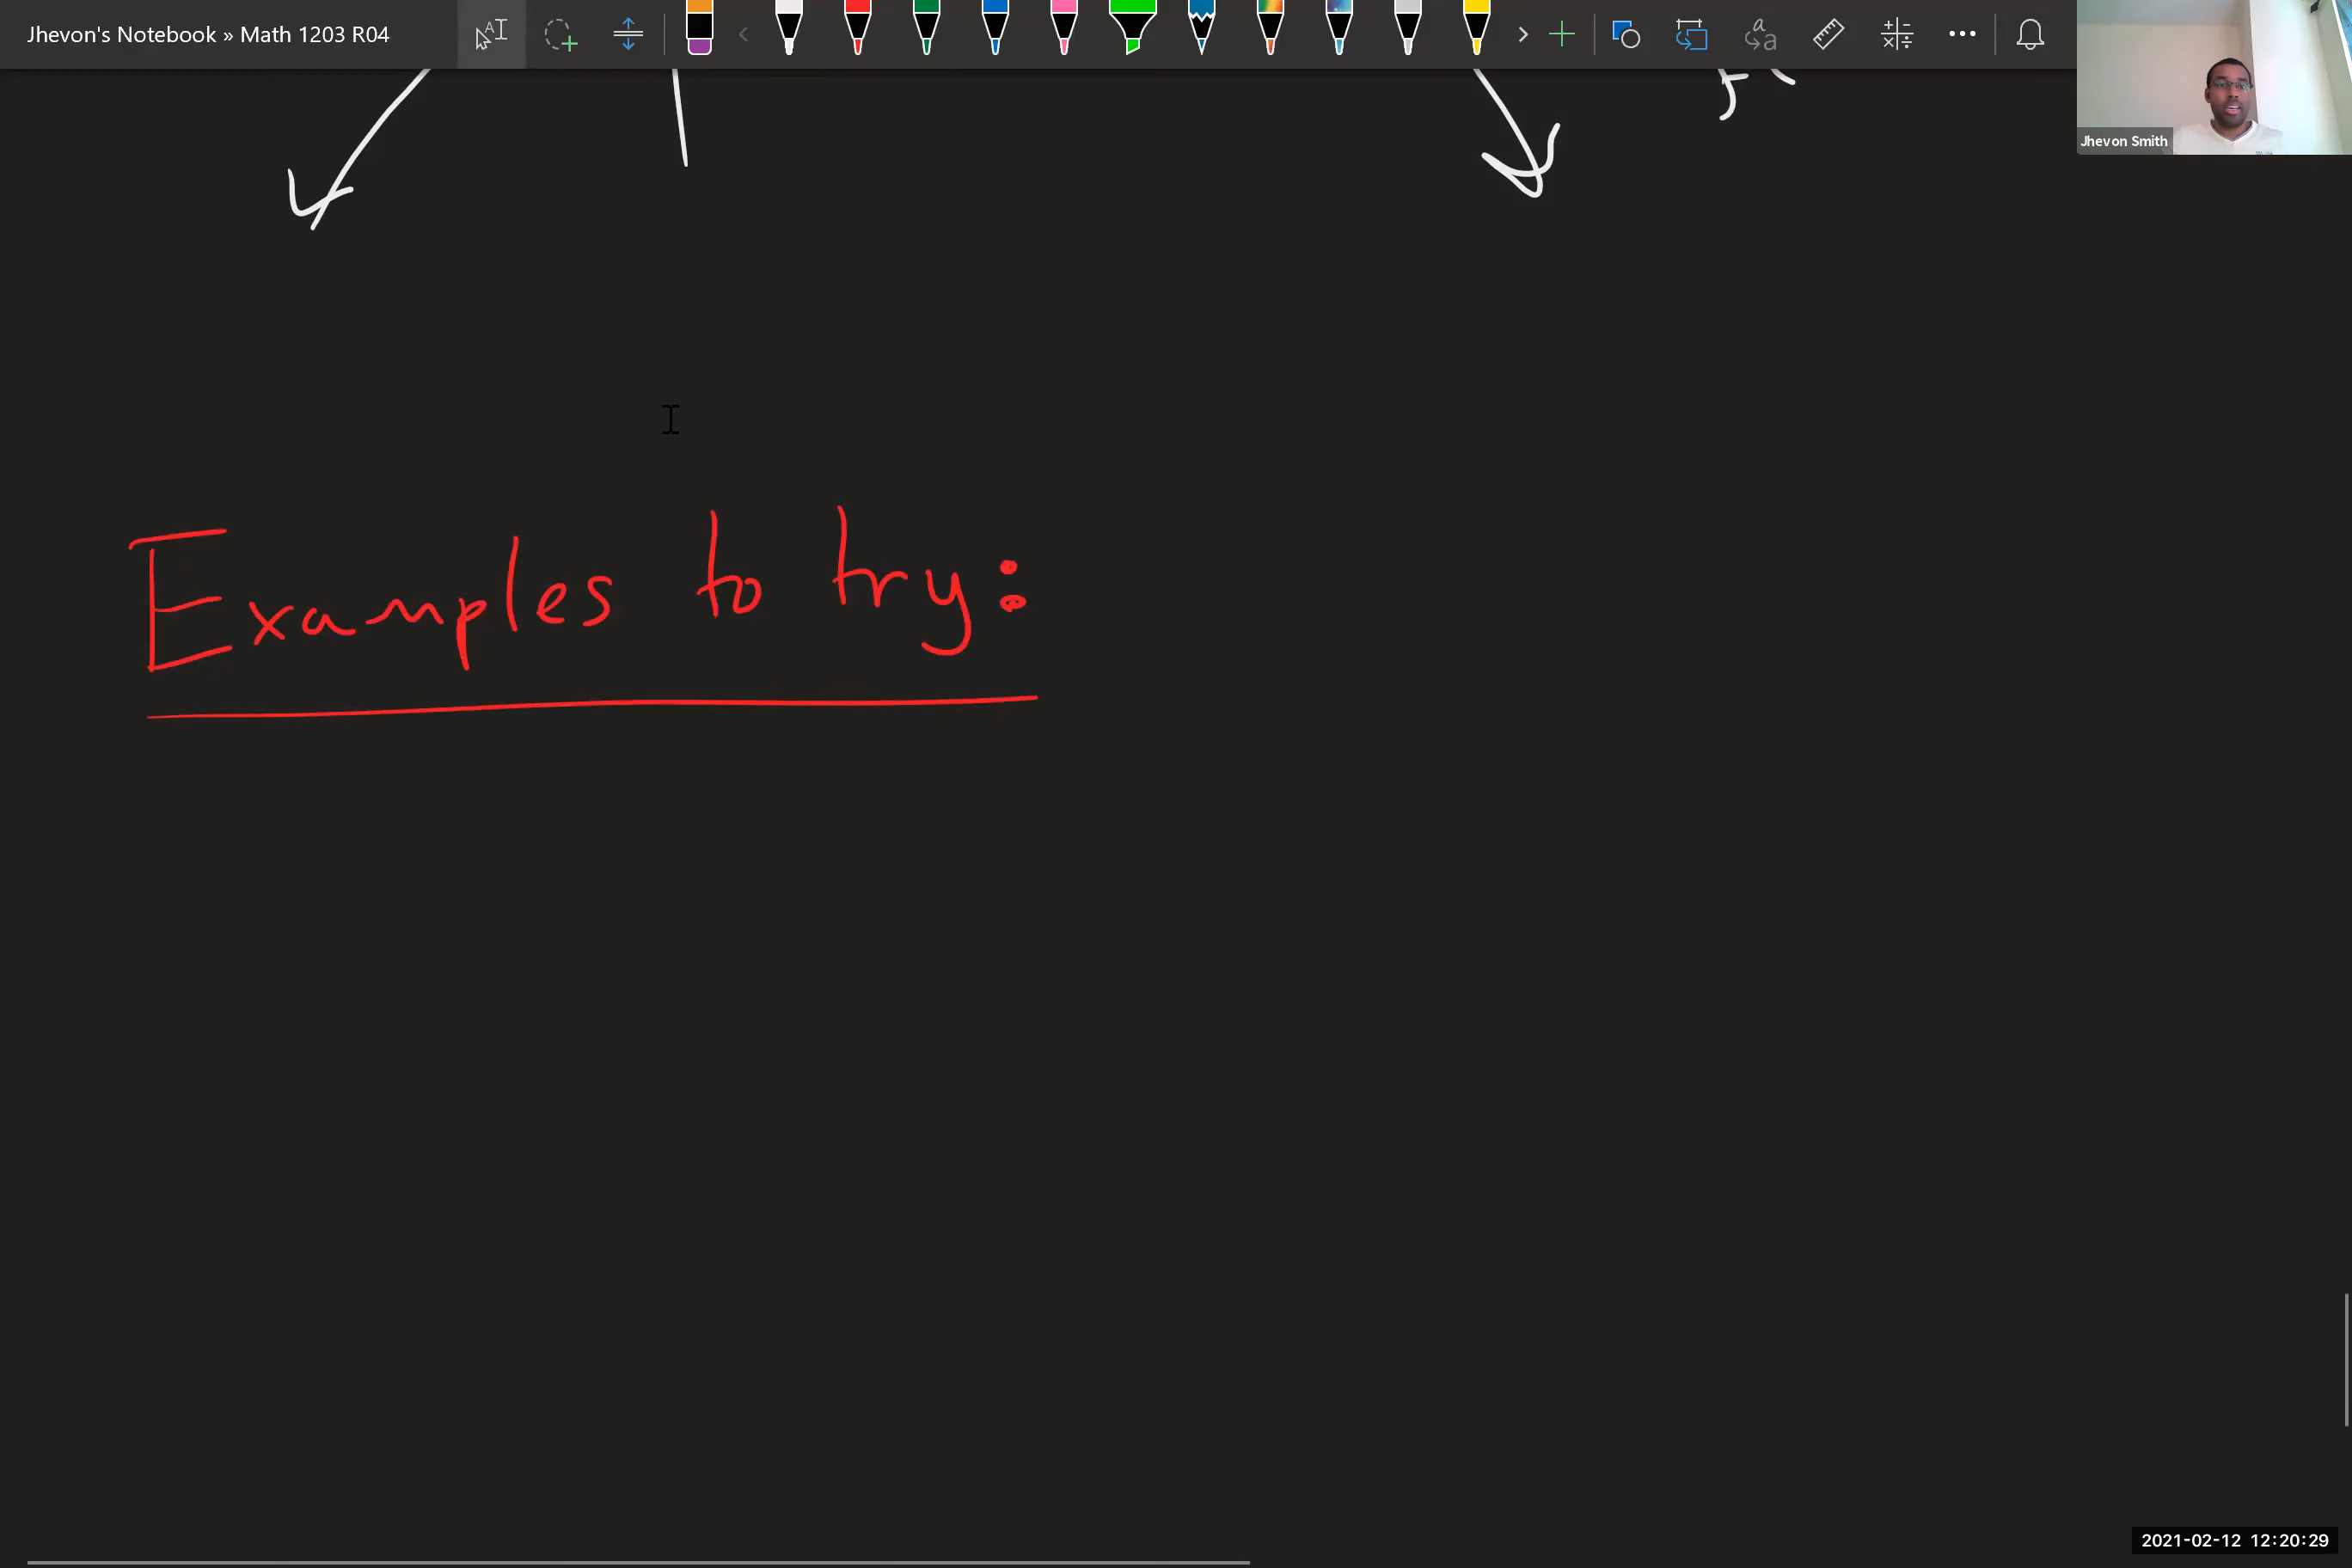 Jhevon's Notebook » Math 1203 R04
Jhevon Smith
Examples to try:
2021-02-12 12:20:29